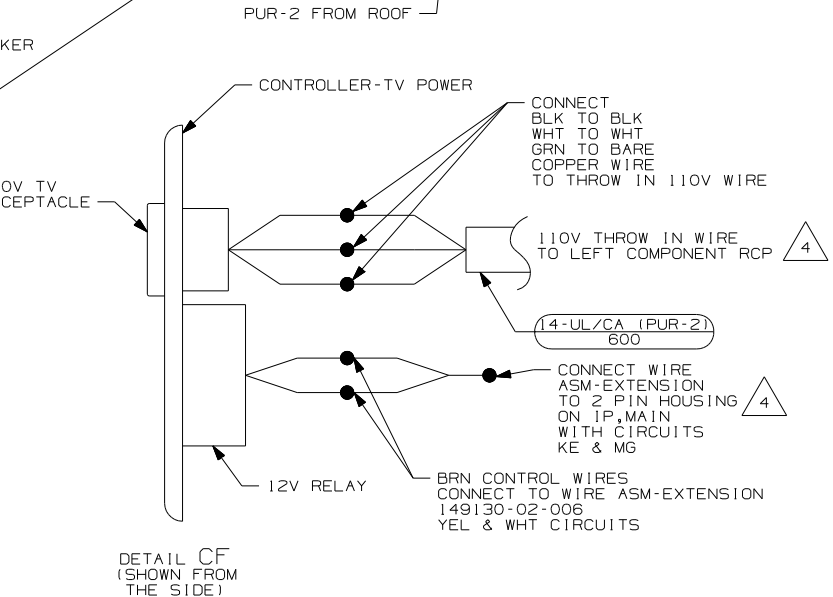 PUR-2 FROM ROOF
KER
CONTROLLER-TV POWER
CONNECT
BLK TO BLK
WHT TO WHT
GRN TO BARE
COPPER WIRE
TO THROW IN 110V WIRE
0V TV
CEPTACLE
110V THROW IN WIRE
TO LEFT COMPONENT RCP
4
14-UL/CA (PUR-2)
600
CONNECT WIRE
ASM-EXTENSION
TO 2 PIN HOUSING
ON IP,MAIN
WITH CIRCUITS
KE & MG
4
12V RELAY
BRN CONTROL WIRES
CONNECT TO WIRE ASM-EXTENSION
149130-02-006
YEL & WHT CIRCUITS
DETAIL CF
(SHOWN FROM
THE SIDE)